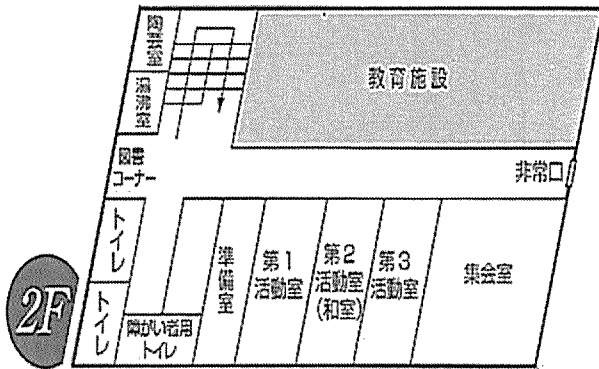 陶芸室
教育施設
湯沸室
図書
コーナー
非常口
トイレ
準備室
第1
活動室
第2
活動室
(和室)
第3
活動室
集会室
2F
トイレ
障がい者用
トイレ